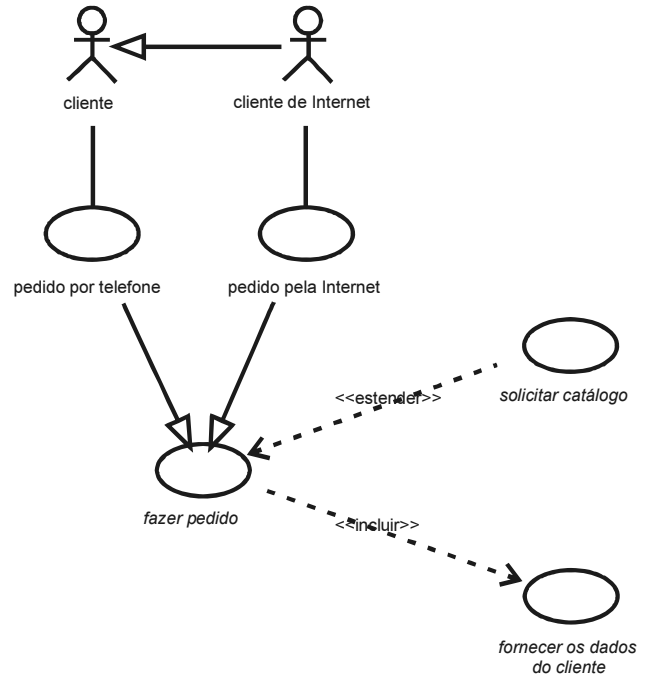 cliente
cliente de Internet
pedido por telefone
pedido pela Internet
<<estender>>
solicitar catálogo
fazer pedido
<<incluir>>
fornecer os dados
do cliente